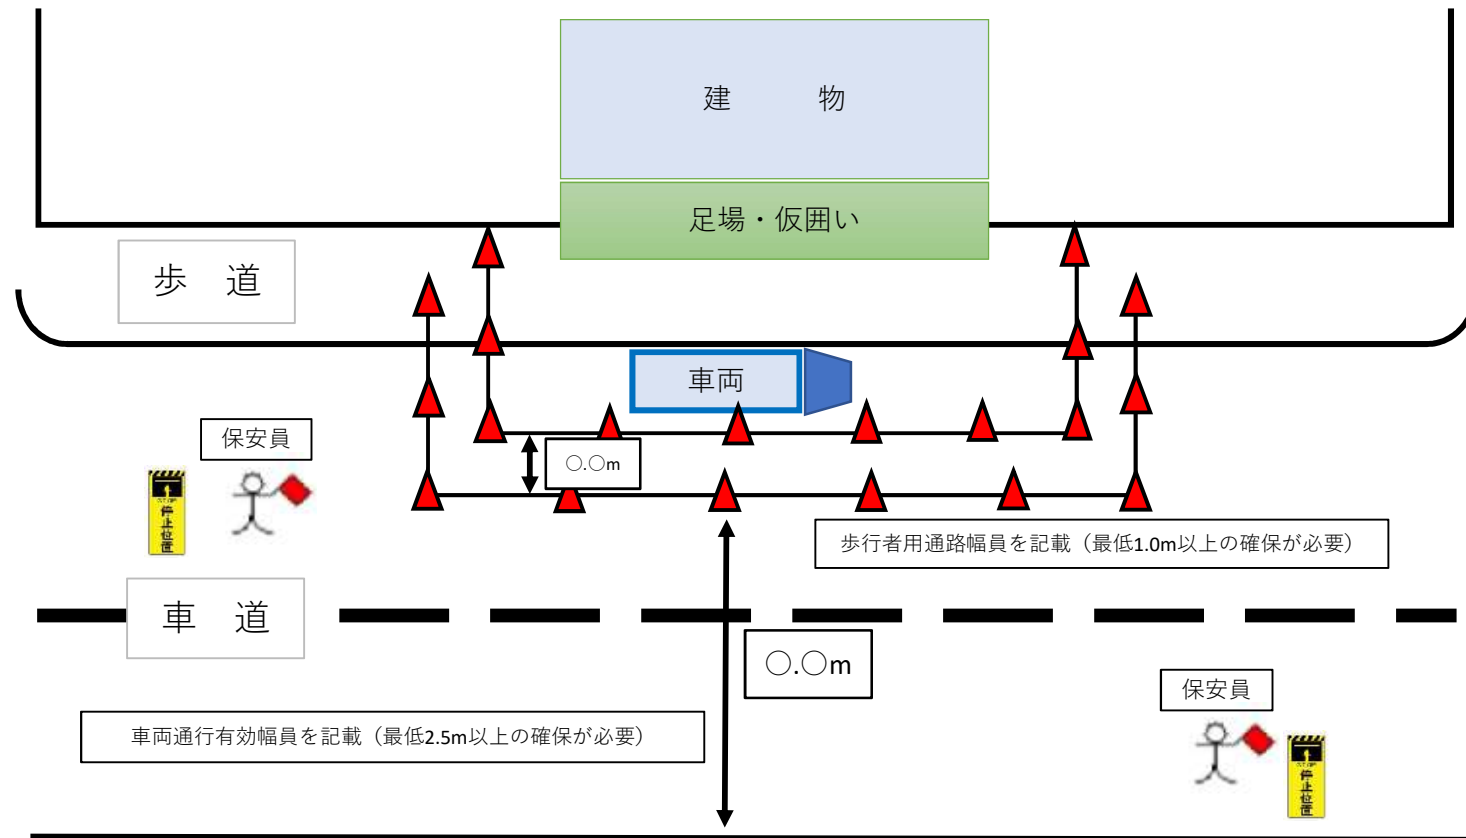 建　　　物
足場・仮囲い
歩　道
車両
保安員
○.○m
STOP
停止位置
歩行者用通路幅員を記載（最低1.0m以上の確保が必要）
車　道
○.○m
保安員
車両通行有効幅員を記載（最低2.5m以上の確保が必要）
STOP
停止位置